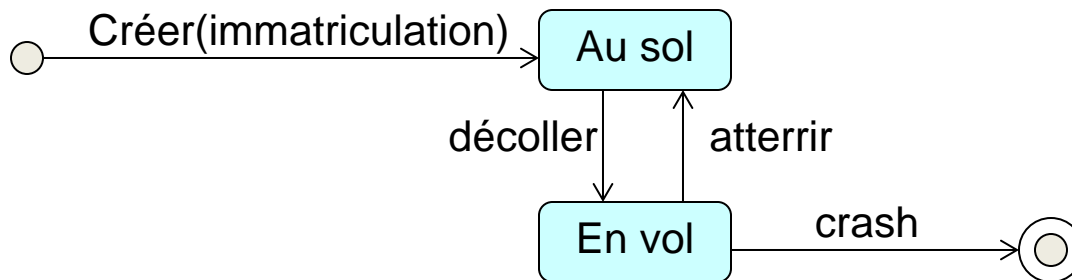 Créer(immatriculation)
Au sol
décoller
atterrir
En vol
crash